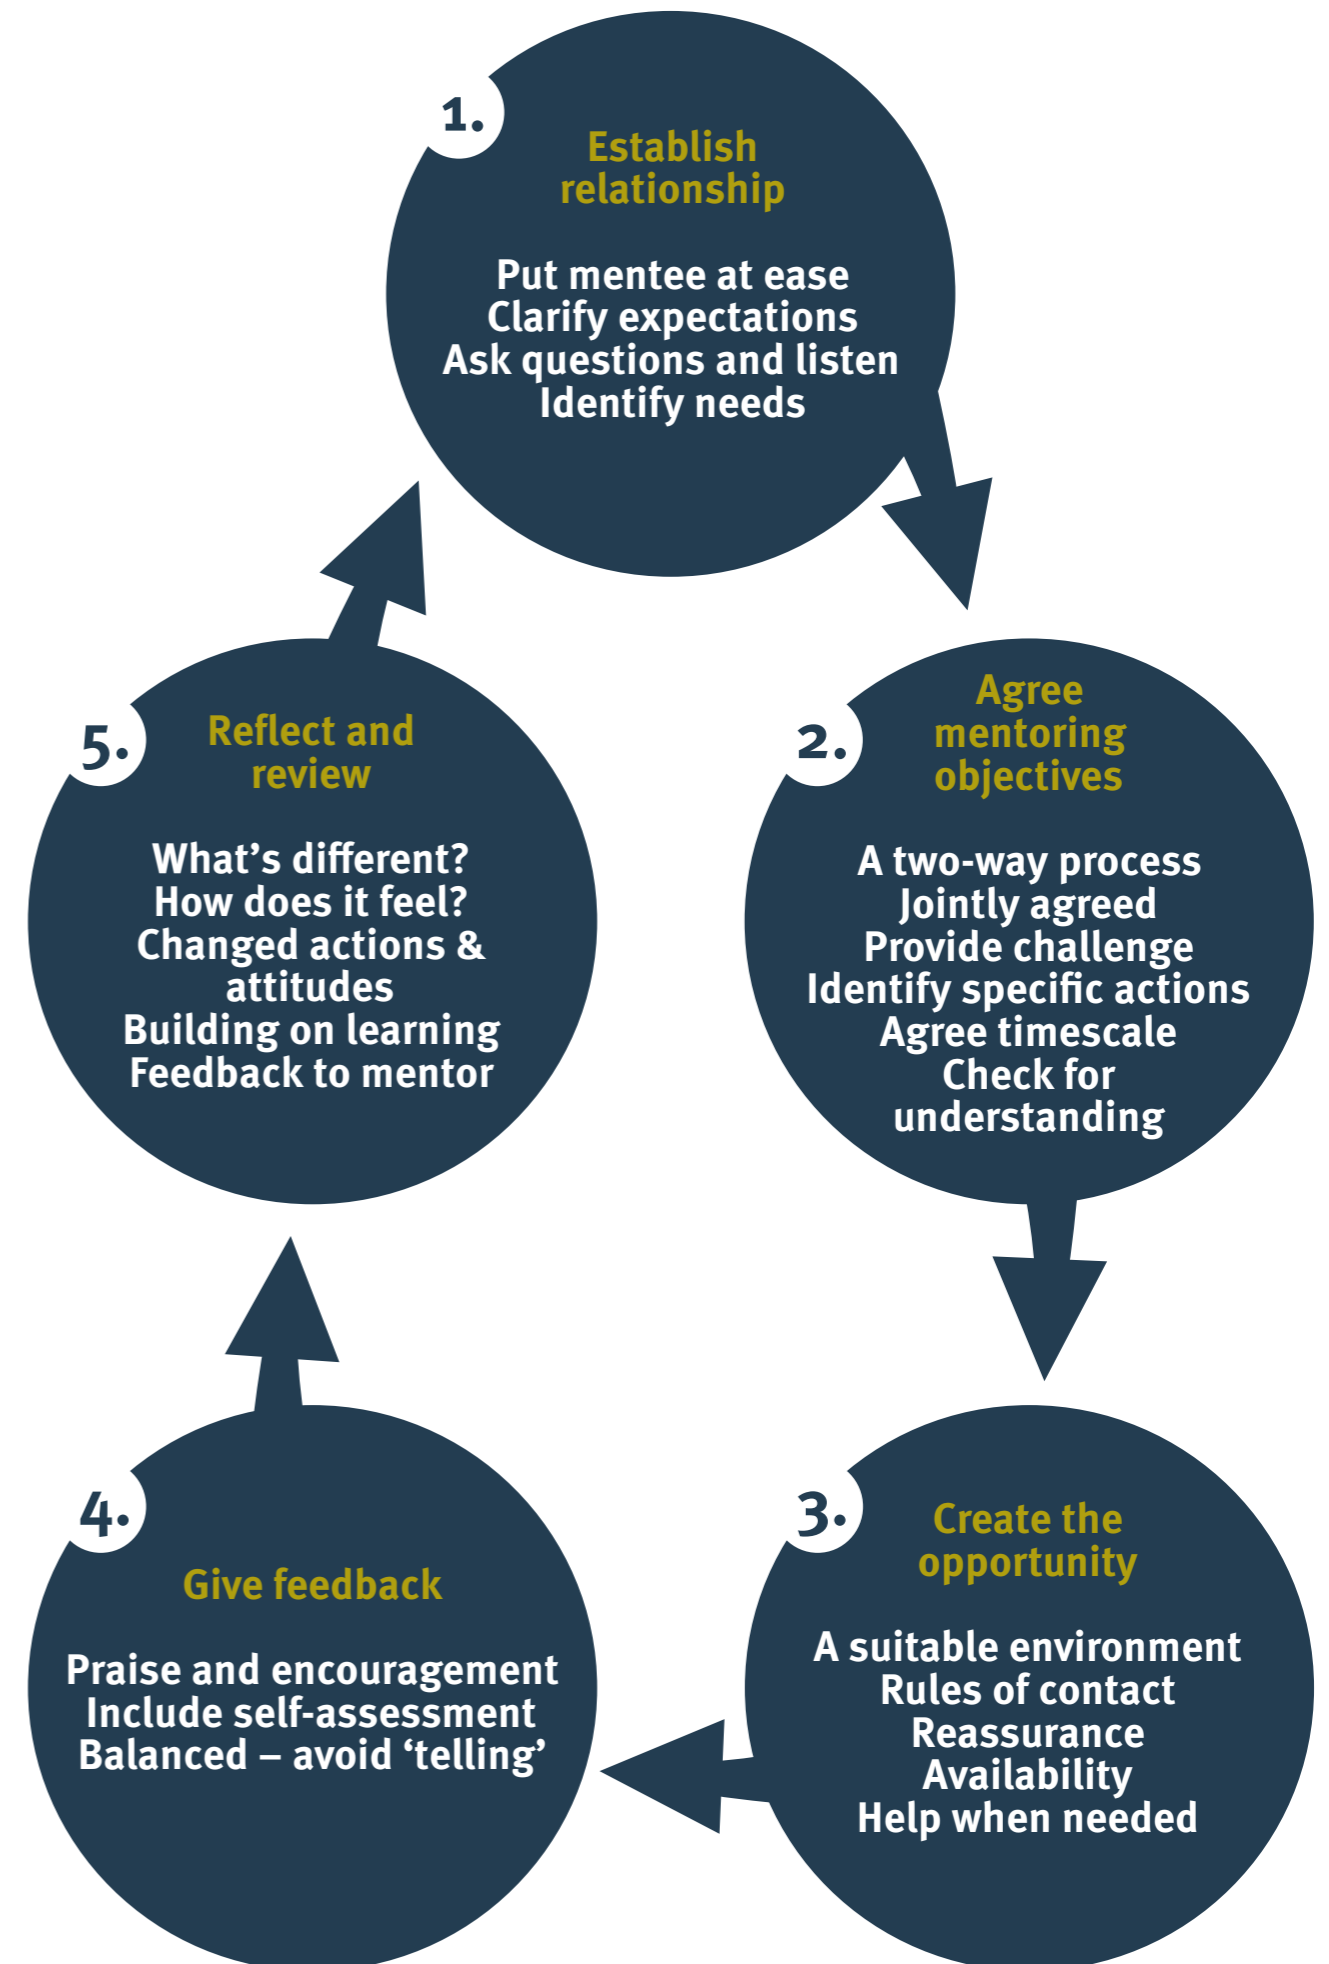 1.
Establish
relationship
Put mentee at ease
Clarify expectations
Ask questions and listen
Identify needs
2.
Agree
mentoring
objectives
A two-way process
Jointly agreed
Provide challenge
Identify specific actions
Agree timescale
Check for
understanding
3.
Create the
opportunity
A suitable environment
Rules of contact
Reassurance
Availability
Help when needed
4.
Give feedback
Praise and encouragement
Include self-assessment
Balanced – avoid ‘telling’
5.
Reflect and
review
What’s different?
How does it feel?
Changed actions &
attitudes
Building on learning
Feedback to mentor